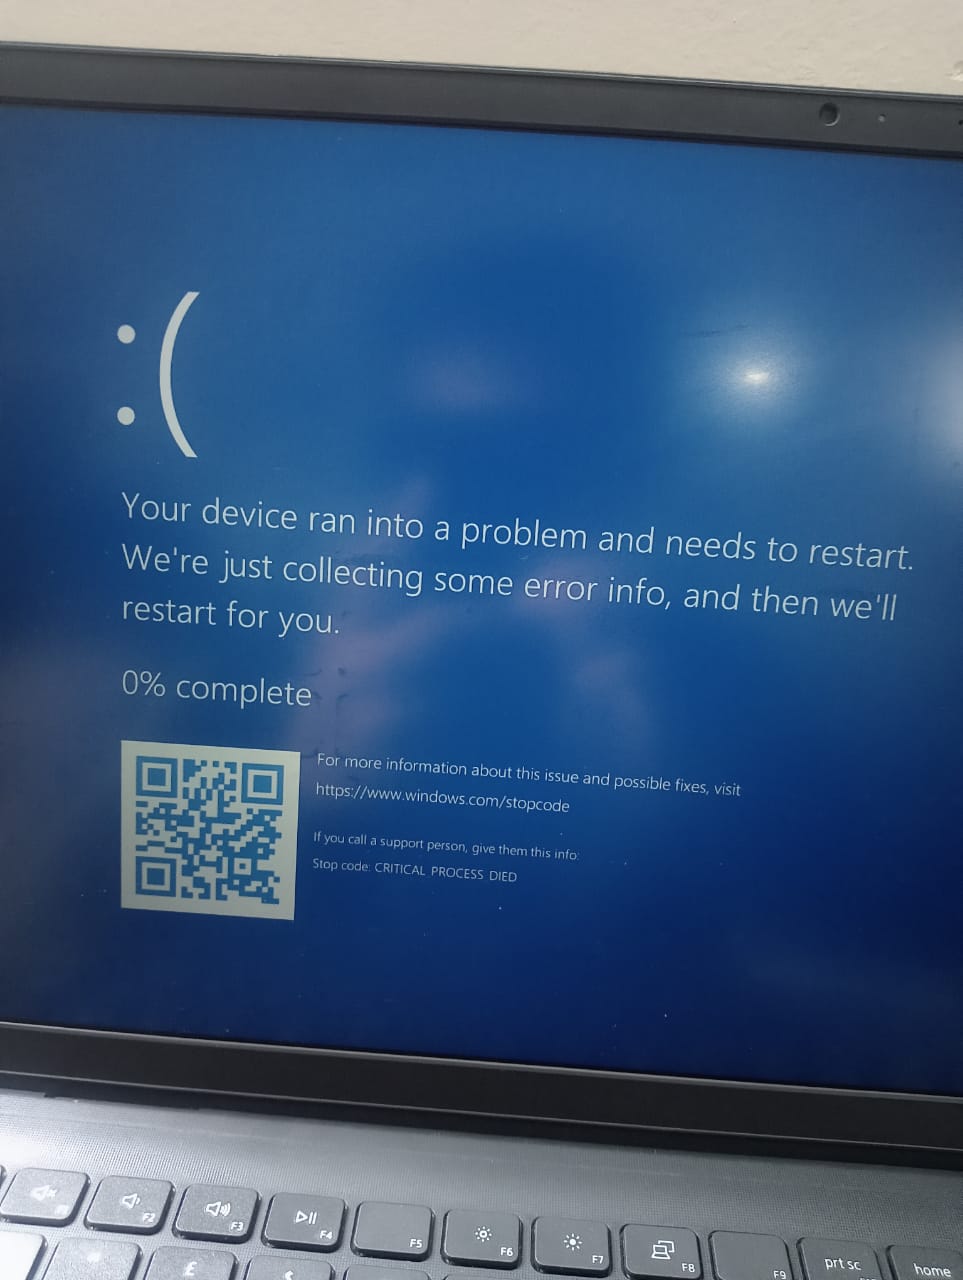 :(
Your device ran into a problem and needs to restart.
We're just collecting some error info, and then we'll
restart for you.
0% complete
For more information about this issue and possible fixes, visit
https://www.windows.com/stopcode
If you call a support person, give them this info:
Stop code: CRITICAL PROCESS DIED
F1 F2 F3 F4 F5 F6 F7 F8 F9 prt sc home
£